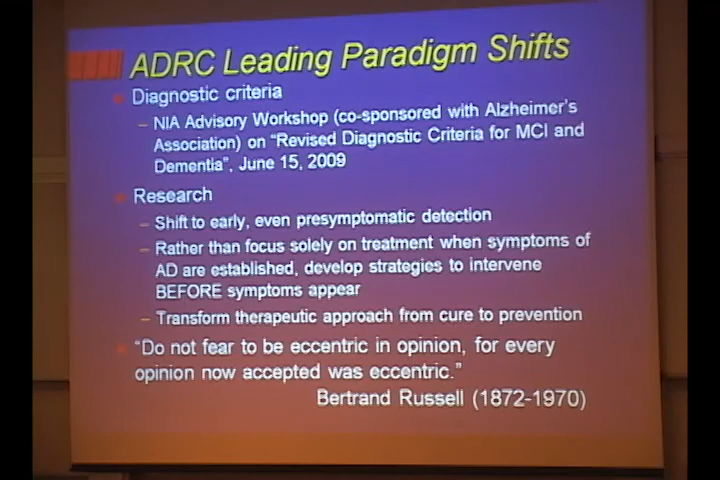 ADRC Leading Paradigm Shifts
Diagnostic criteria
– NIA Advisory Workshop (co-sponsored with Alzheimer's
Association) on "Revised Diagnostic Criteria for MCI and
Dementia", June 15, 2009
Research
– Shift to early, even presymptomatic detection
– Rather than focus solely on treatment when symptoms of
AD are established, develop strategies to intervene
BEFORE symptoms appear
– Transform therapeutic approach from cure to prevention
"Do not fear to be eccentric in opinion, for every
opinion now accepted was eccentric."
Bertrand Russell (1872-1970)